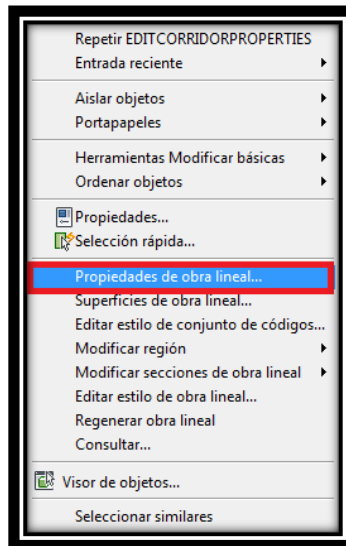 Repetir EDITCORRIDORPROPERTIES
Entrada reciente
Aislar objetos
Portapapeles
Herramientas Modificar básicas
Ordenar objetos
Propiedades...
Selección rápida...
Propiedades de obra lineal...
Superficies de obra lineal...
Editar estilo de conjunto de códigos...
Modificar región
Modificar secciones de obra lineal
Editar estilo de obra lineal...
Regenerar obra lineal
Consultar...
Visor de objetos...
Seleccionar similares